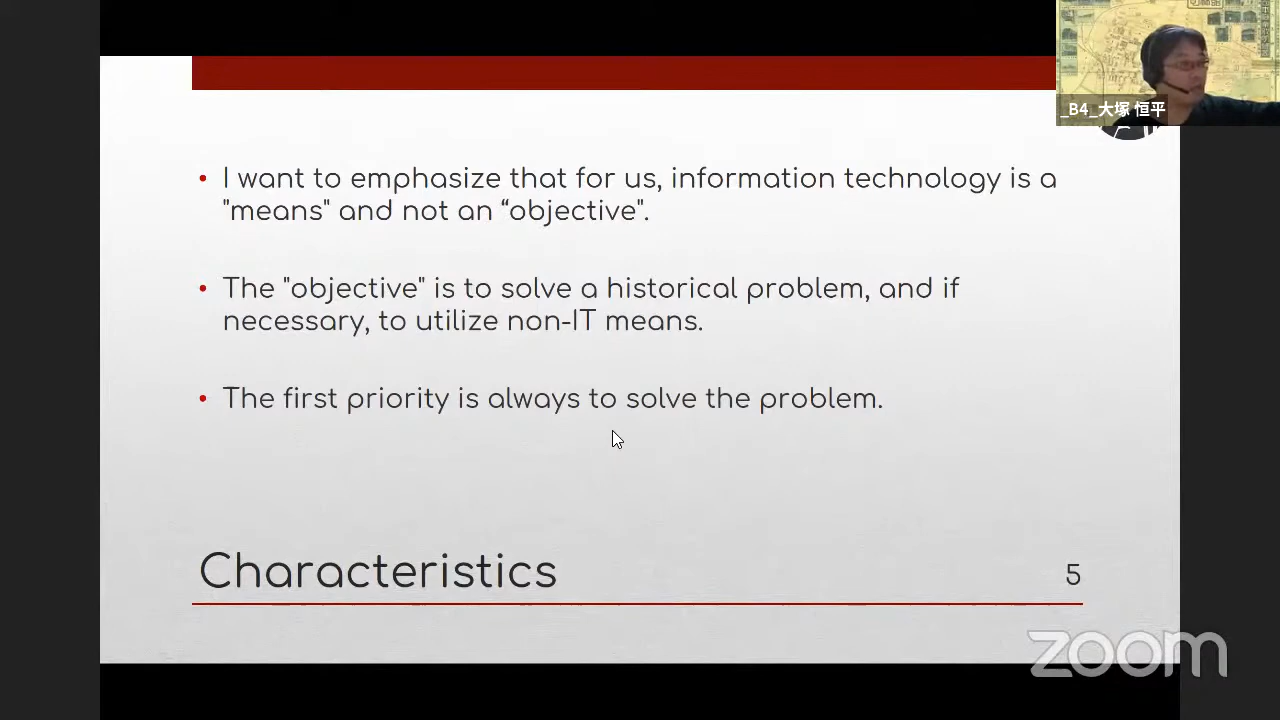 _B4_大塚 恒平
• I want to emphasize that for us, information technology is a
"means" and not an “objective".
• The "objective" is to solve a historical problem, and if
necessary, to utilize non-IT means.
• The first priority is always to solve the problem.
Characteristics
5
zoom